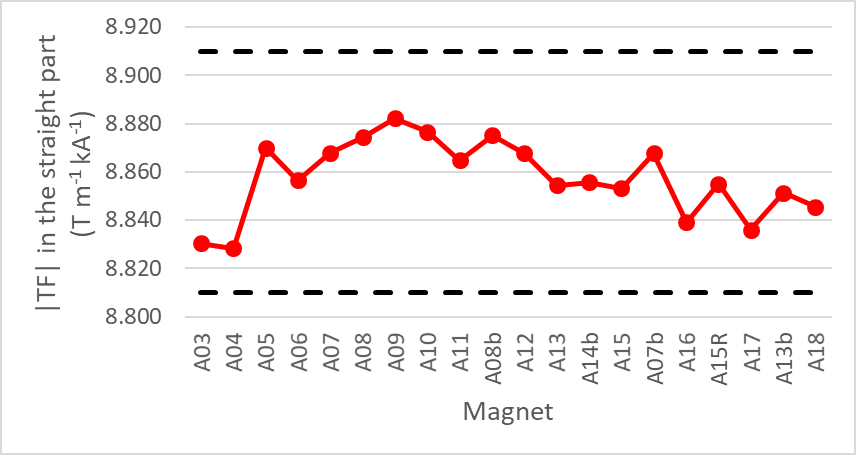 |TF| in the straight part
(T m⁻¹ kA⁻¹)
8.920
8.900
8.880
8.860
8.840
8.820
8.800
A03
A04
A05
A06
A07
A08
A09
A10
A11
A08b
A12
A13
A14b
A15
A07b
A16
A15R
A17
A13b
A18
Magnet